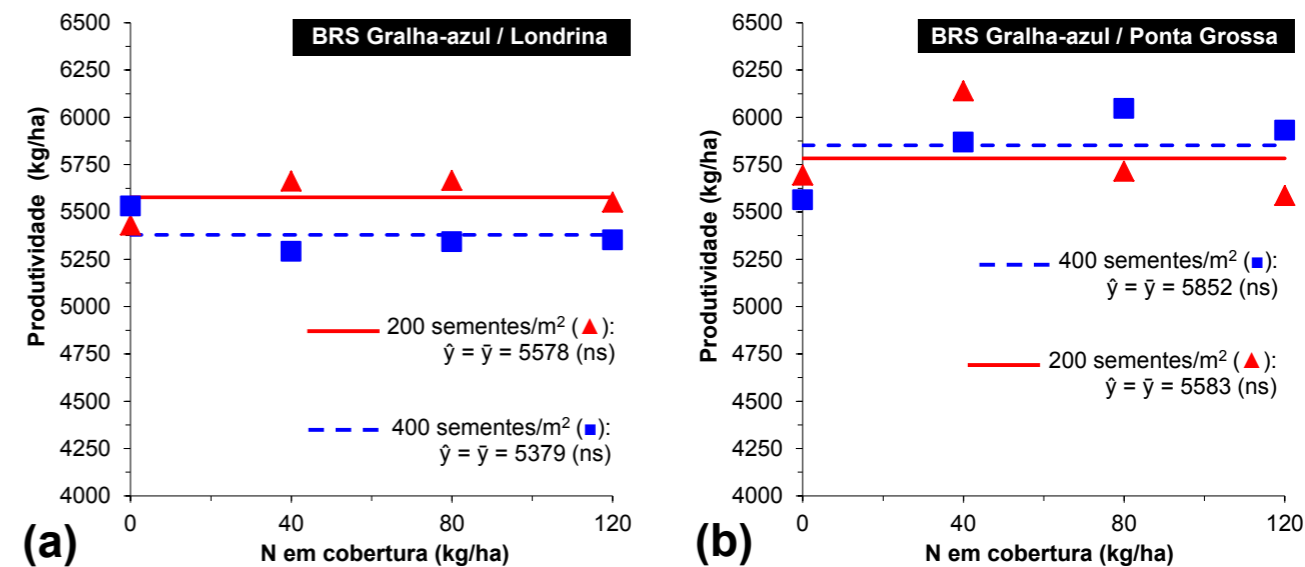 BRS Gralha-azul / Londrina
Produtividade (kg/ha)
6500
6250
6000
5750
5500
5250
5000
4750
4500
4250
4000
200 sementes/m² (▲):
ŷ = ȳ = 5578 (ns)
400 sementes/m² (■):
ŷ = ȳ = 5379 (ns)
0 40 80 120
N em cobertura (kg/ha)
(a)
BRS Gralha-azul / Ponta Grossa
Produtividade (kg/ha)
6500
6250
6000
5750
5500
5250
5000
4750
4500
4250
4000
400 sementes/m² (■):
ŷ = ȳ = 5852 (ns)
200 sementes/m² (▲):
ŷ = ȳ = 5583 (ns)
0 40 80 120
N em cobertura (kg/ha)
(b)